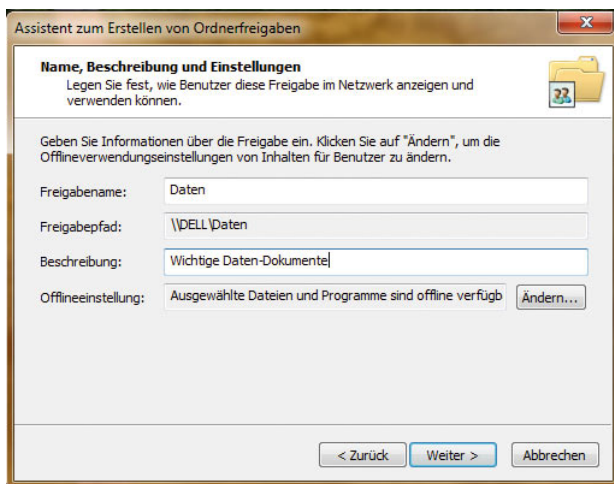 Assistent zum Erstellen von Ordnerfreigaben
Name, Beschreibung und Einstellungen
Legen Sie fest, wie Benutzer diese Freigabe im Netzwerk anzeigen und
verwenden können.
Geben Sie Informationen über die Freigabe ein. Klicken Sie auf "Ändern", um die
Offlineverwendungseinstellungen von Inhalten für Benutzer zu ändern.
Freigabename: Daten
Freigabepfad: \\DELL\Daten
Beschreibung: Wichtige Daten-Dokumente
Offlineeinstellung: Ausgewählte Dateien und Programme sind offline verfügb Ändern...
< Zurück Weiter > Abbrechen